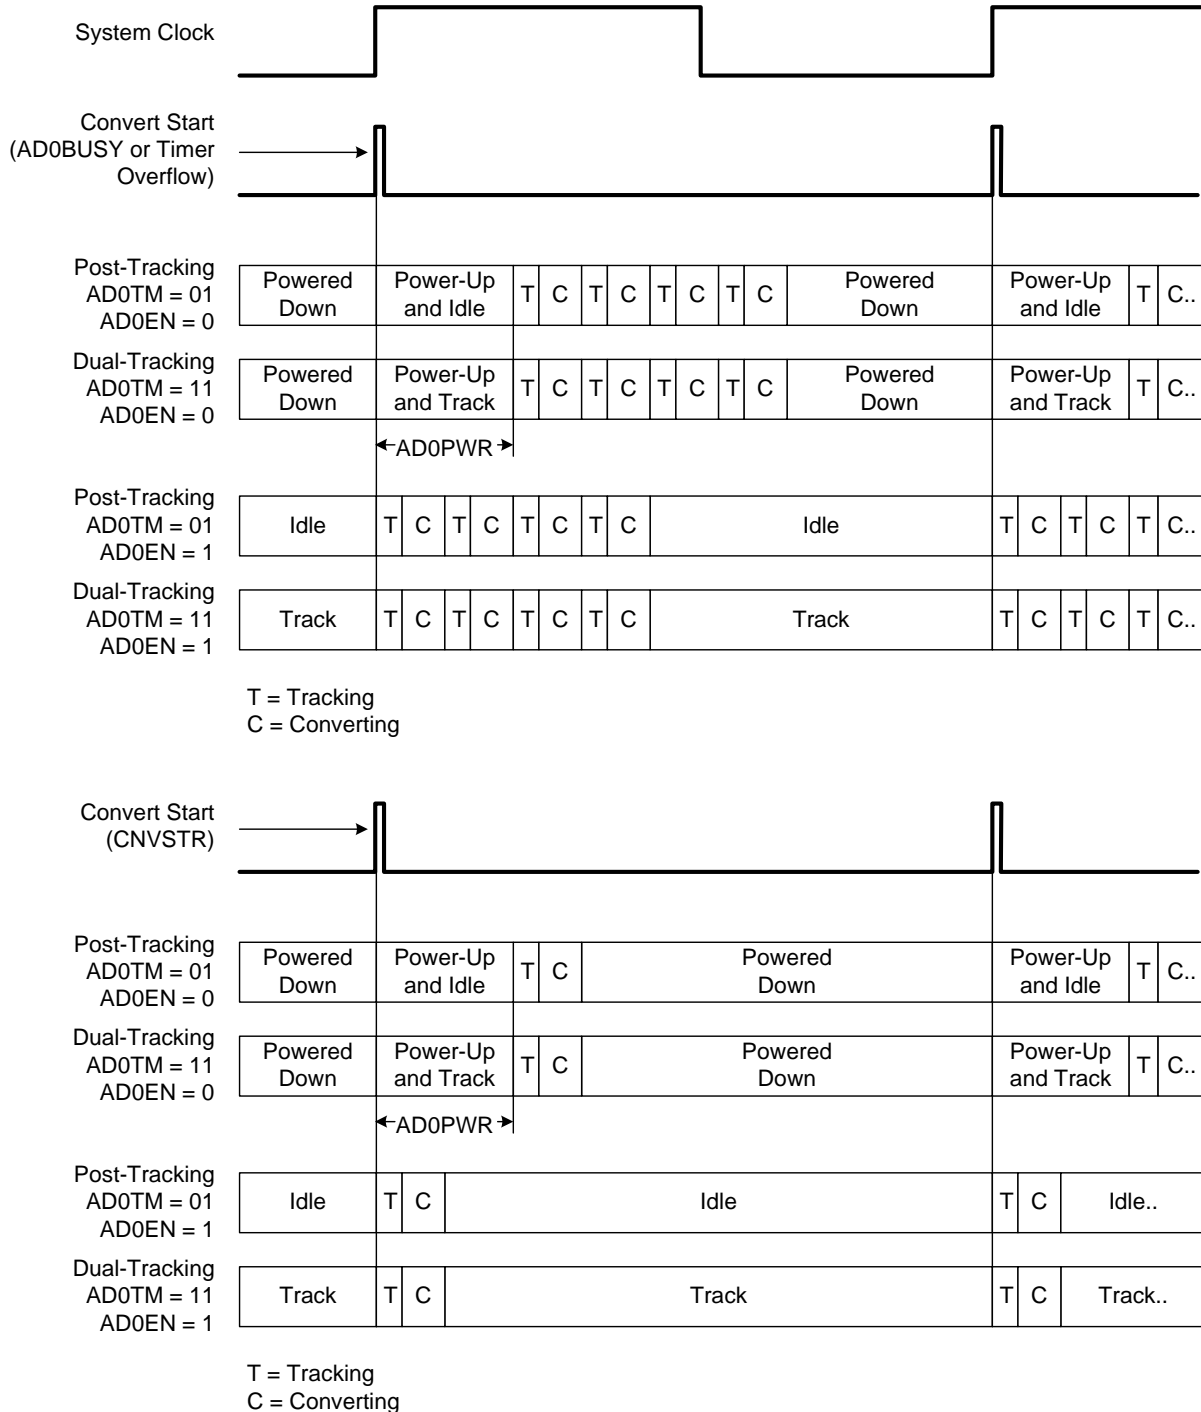 System Clock
Convert Start
(AD0BUSY or Timer
Overflow)
Post-Tracking
AD0TM = 01
AD0EN = 0
Powered
Down
Power-Up
and Idle
T C T C T C T C
Powered
Down
Power-Up
and Idle
T C..
Dual-Tracking
AD0TM = 11
AD0EN = 0
Powered
Down
Power-Up
and Track
T C T C T C T C
Powered
Down
Power-Up
and Track
T C..
AD0PWR
Post-Tracking
AD0TM = 01
AD0EN = 1
Idle T C T C T C T C Idle T C T C T C..
Dual-Tracking
AD0TM = 11
AD0EN = 1
Track T C T C T C T C Track T C T C T C..
T = Tracking
C = Converting
Convert Start
(CNVSTR)
Post-Tracking
AD0TM = 01
AD0EN = 0
Powered
Down
Power-Up
and Idle
T C
Powered
Down
Power-Up
and Idle
T C..
Dual-Tracking
AD0TM = 11
AD0EN = 0
Powered
Down
Power-Up
and Track
T C
Powered
Down
Power-Up
and Track
T C..
AD0PWR
Post-Tracking
AD0TM = 01
AD0EN = 1
Idle T C Idle T C Idle..
Dual-Tracking
AD0TM = 11
AD0EN = 1
Track T C Track T C Track..
T = Tracking
C = Converting